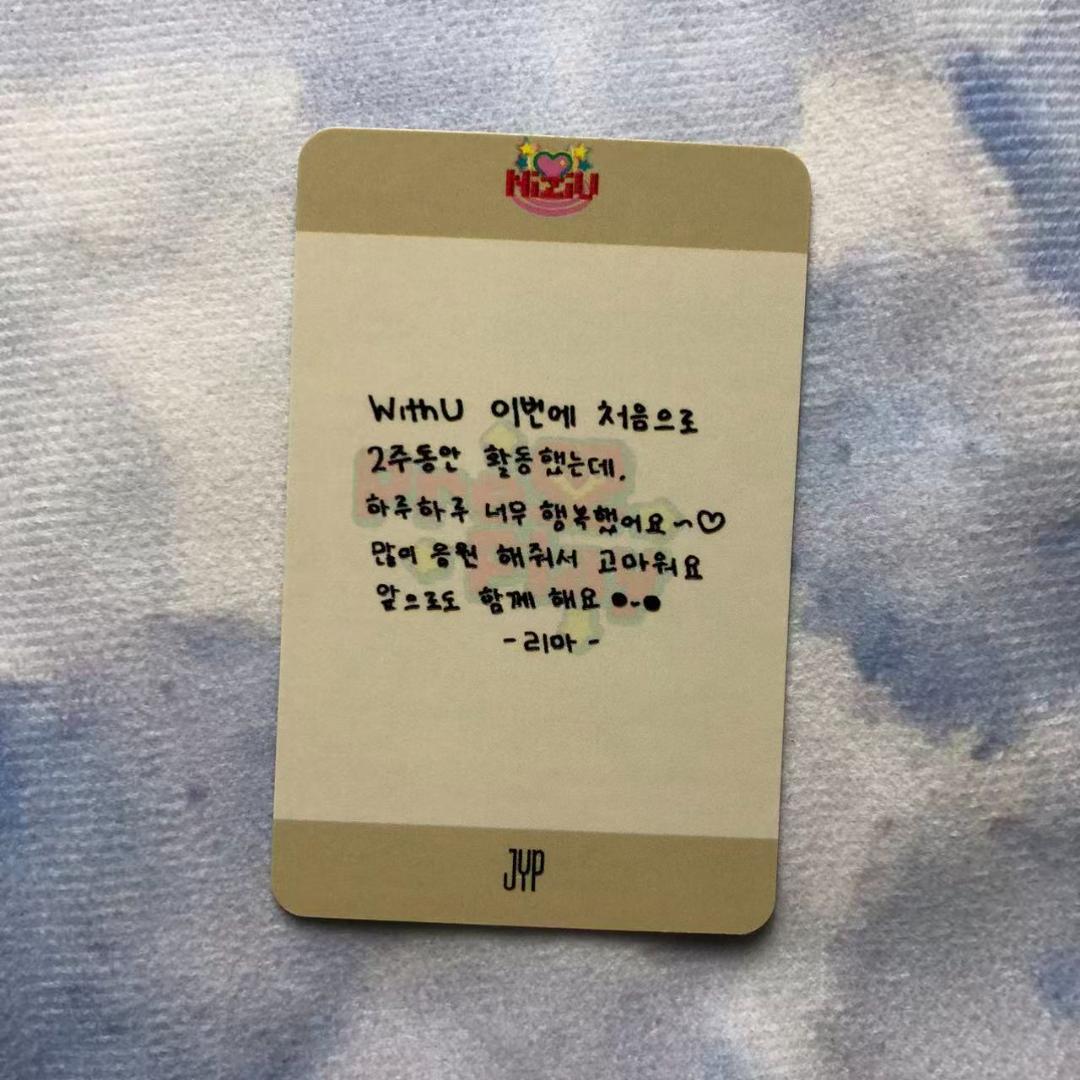 NiziU
WithU 이번에 처음으로
2주동안 활동했는데,
하루하루 너무 행복했어요~♡
많이 응원 해줘서 고마워요
앞으로도 함께 해요 •~•
-리마-
JYP